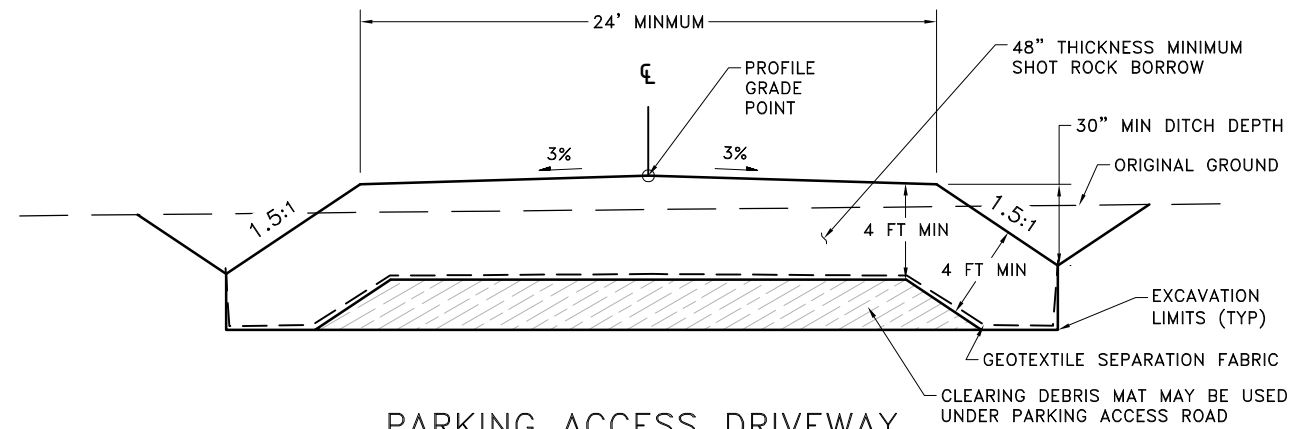 24' MINMUM
48" THICKNESS MINIMUM
SHOT ROCK BORROW
℄
PROFILE
GRADE
POINT
30" MIN DITCH DEPTH
3%
3%
ORIGINAL GROUND
1.5:1
1.5:1
4 FT MIN
4 FT MIN
EXCAVATION
LIMITS (TYP)
GEOTEXTILE SEPARATION FABRIC
CLEARING DEBRIS MAT MAY BE USED
UNDER PARKING ACCESS ROAD
PARKING ACCESS DRIVEWAY